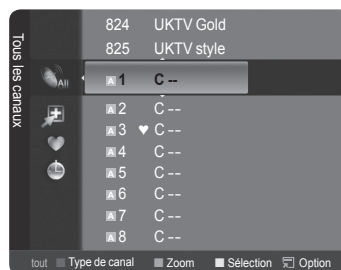 Tous les canaux
824 UKTV Gold
825 UKTV style
All
A 1 C --
A 2 C --
A 3 ♥ C --
A 4 C --
A 5 C --
A 6 C --
A 7 C --
A 8 C --
tout Type de canal Zoom Sélection Option